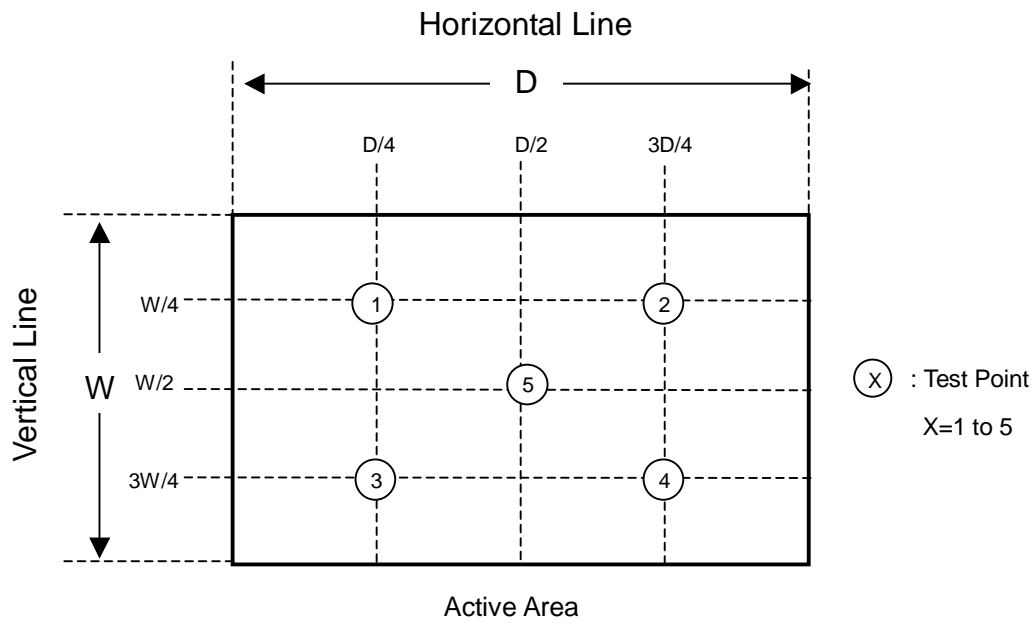 Horizontal Line
D
D/4 D/2 3D/4
W/4 1 2
Vertical Line
W
W/2 5
X : Test Point
X=1 to 5
3W/4 3 4
Active Area